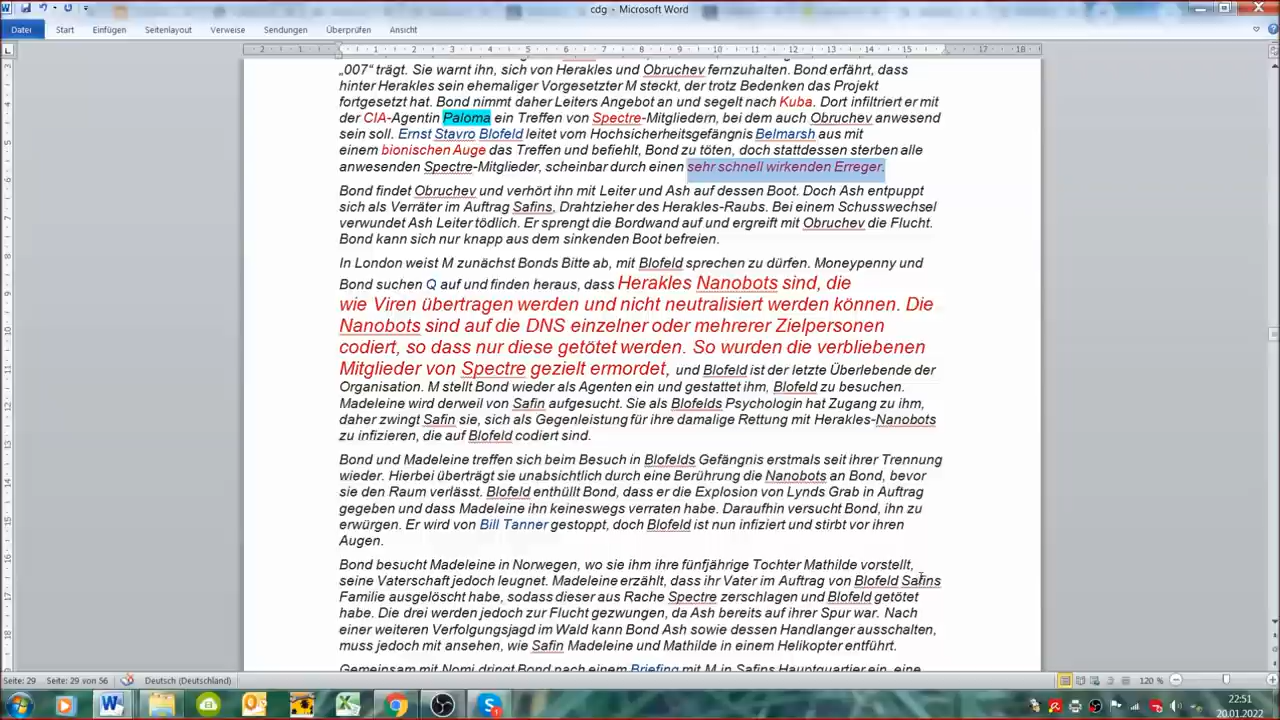 cdg - Microsoft Word
Datei Start Einfügen Seitenlayout Verweise Sendungen Überprüfen Ansicht
2 1 1 2 3 4 5 6 7 8 9 10 11 12 13 14 15 17 18
„007“ trägt. Sie warnt ihn, sich von Herakles und Obruchev fernzuhalten. Bond erfährt, dass
hinter Herakles sein ehemaliger Vorgesetzter M steckt, der trotz Bedenken das Projekt
fortgesetzt hat. Bond nimmt daher Leiters Angebot an und segelt nach Kuba. Dort infiltriert er mit
der CIA-Agentin Paloma ein Treffen von Spectre-Mitgliedern, bei dem auch Obruchev anwesend
sein soll. Ernst Stavro Blofeld leitet vom Hochsicherheitsgefängnis Belmarsh aus mit
einem bionischen Auge das Treffen und befiehlt, Bond zu töten, doch stattdessen sterben alle
anwesenden Spectre-Mitglieder, scheinbar durch einen sehr schnell wirkenden Erreger.
Bond findet Obruchev und verhört ihn mit Leiter und Ash auf dessen Boot. Doch Ash entpuppt
sich als Verräter im Auftrag Safins, Drahtzieher des Herakles-Raubs. Bei einem Schusswechsel
verwundet Ash Leiter tödlich. Er sprengt die Bordwand auf und ergreift mit Obruchev die Flucht.
Bond kann sich nur knapp aus dem sinkenden Boot befreien.
In London weist M zunächst Bonds Bitte ab, mit Blofeld sprechen zu dürfen. Moneypenny und
Bond suchen Q auf und finden heraus, dass Herakles Nanobots sind, die
wie Viren übertragen werden und nicht neutralisiert werden können. Die
Nanobots sind auf die DNS einzelner oder mehrerer Zielpersonen
codiert, so dass nur diese getötet werden. So wurden die verbliebenen
Mitglieder von Spectre gezielt ermordet, und Blofeld ist der letzte Überlebende der
Organisation. M stellt Bond wieder als Agenten ein und gestattet ihm, Blofeld zu besuchen.
Madeleine wird derweil von Safin aufgesucht. Sie als Blofelds Psychologin hat Zugang zu ihm,
daher zwingt Safin sie, sich als Gegenleistung für ihre damalige Rettung mit Herakles-Nanobots
zu infizieren, die auf Blofeld codiert sind.
Bond und Madeleine treffen sich beim Besuch in Blofelds Gefängnis erstmals seit ihrer Trennung
wieder. Hierbei überträgt sie unabsichtlich durch eine Berührung die Nanobots an Bond, bevor
sie den Raum verlässt. Blofeld enthüllt Bond, dass er die Explosion von Lynds Grab in Auftrag
gegeben und dass Madeleine ihn keineswegs verraten habe. Daraufhin versucht Bond, ihn zu
erwürgen. Er wird von Bill Tanner gestoppt, doch Blofeld ist nun infiziert und stirbt vor ihren
Augen.
Bond besucht Madeleine in Norwegen, wo sie ihm ihre fünfjährige Tochter Mathilde vorstellt,
seine Vaterschaft jedoch leugnet. Madeleine erzählt, dass ihr Vater im Auftrag von Blofeld Safins
Familie ausgelöscht habe, sodass dieser aus Rache Spectre zerschlagen und Blofeld getötet
habe. Die drei werden jedoch zur Flucht gezwungen, da Ash bereits auf ihrer Spur war. Nach
einer weiteren Verfolgungsjagd im Wald kann Bond Ash sowie dessen Handlanger ausschalten,
muss jedoch mit ansehen, wie Safin Madeleine und Mathilde in einem Helikopter entführt.
Gemeinsam mit Nomi dringt Bond nach einem Briefing mit M in Safins Hauptquartier ein, eine
Seite: 29 Seite: 29 von 56 Deutsch (Deutschland) 120 %
22:51
20.01.2022